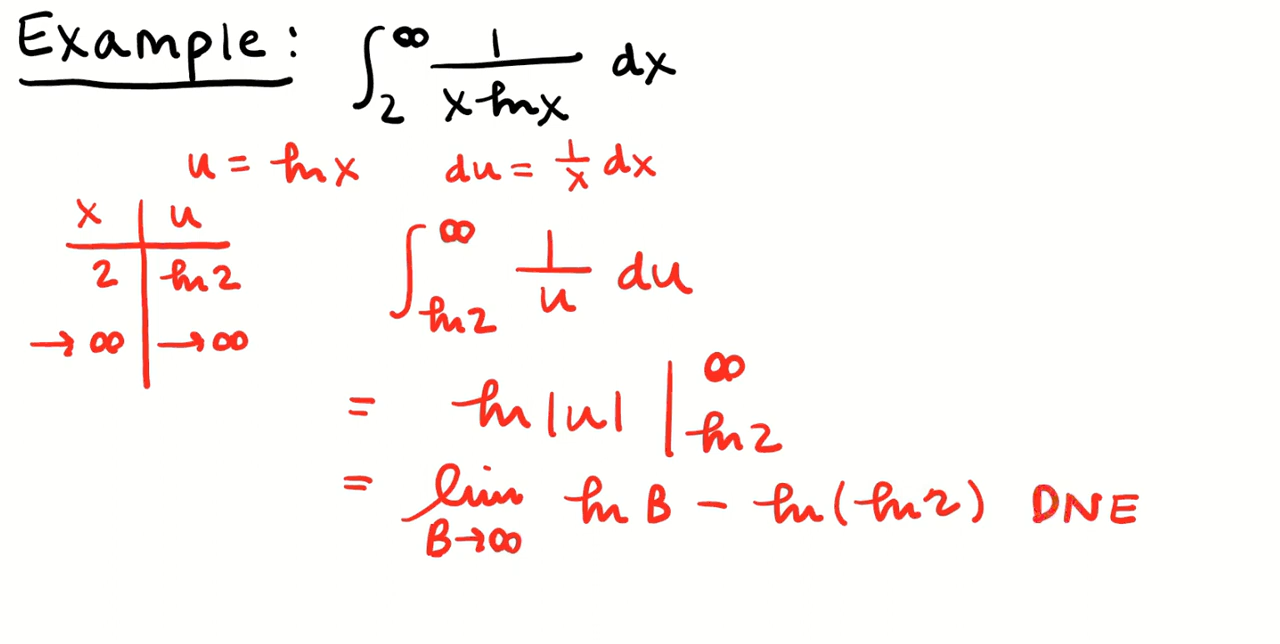 Example: ∫₂^∞ 1/(x ln x) dx
u = ln x    du = 1/x dx
x | u
2 | ln 2
→ ∞ | → ∞
∫_{ln 2}^∞ 1/u du
= ln |u| |_{ln 2}^∞
= lim_{B→∞} ln B − ln(ln 2) DNE